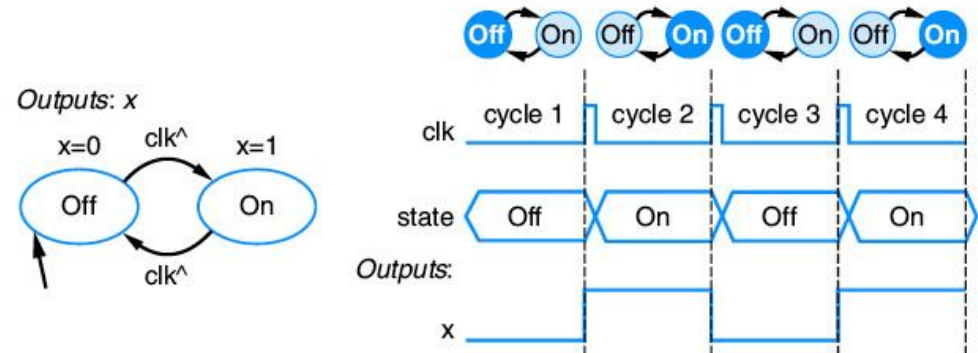 Outputs: x
x=0
clk^
x=1
Off
On
clk^
Off On Off On Off On Off On
clk cycle 1 cycle 2 cycle 3 cycle 4
state Off On Off On
Outputs:
x